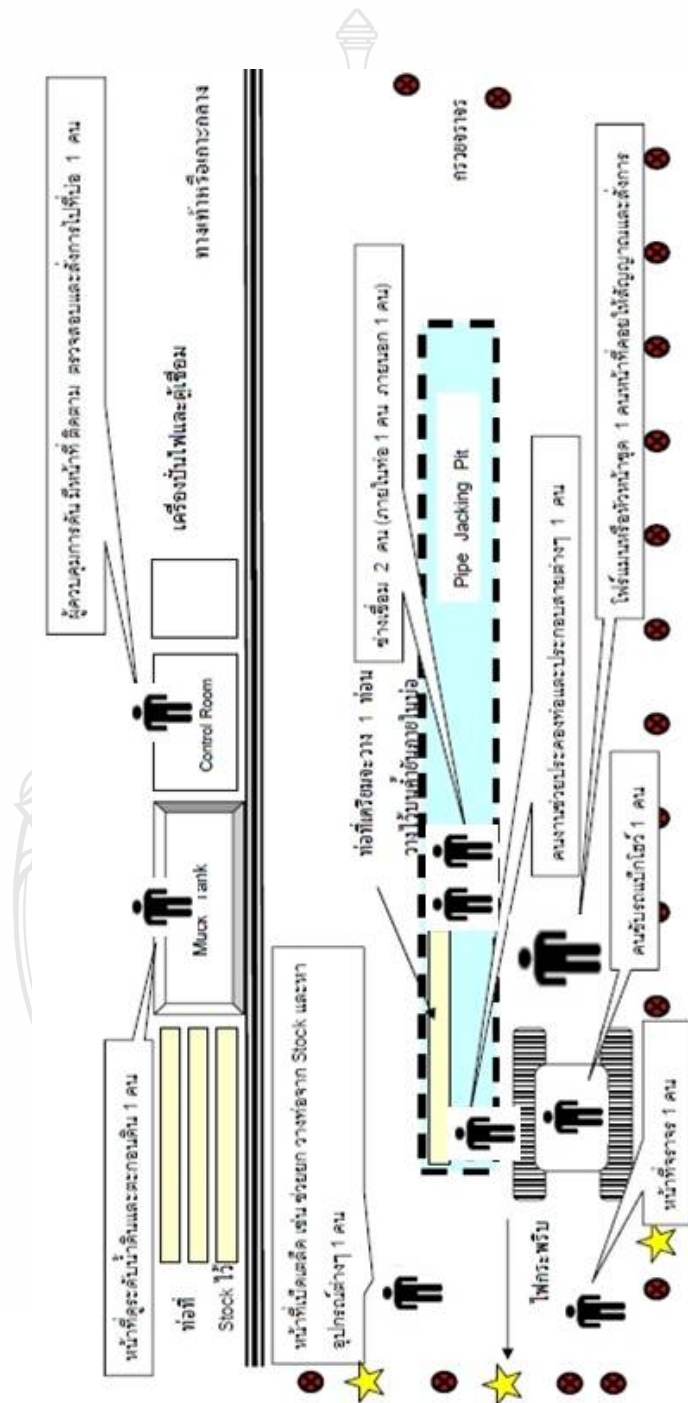 ผู้ควบคุมการดัน มีหน้าที่ ติดตาม ตรวจสอบและสั่งการไปที่บ่อ 1 คน
ทางเท้าหรือเกาะกลาง
เครื่องปั่นไฟและตู้เชื่อม
Control Room
Muck Tank
หน้าที่ดูระดับน้ำดินและตะกอนดิน 1 คน
ท่อที่
Stock ไว้
กรวยจราจร
ช่างเชื่อม 2 คน (ภายในท่อ 1 คน ภายนอก 1 คน)
Pipe Jacking Pit
ท่อที่เตรียมจะวาง 1 ท่อน
วางไว้บนค้ำยันภายในบ่อ
คนงานช่วยประคองท่อและประกอบสายต่างๆ 1 คน
โฟร์แมนหรือหัวหน้าชุด 1 คนหน้าที่คอยให้สัญญาณและสั่งการ
คนขับรถแบ็กโฮว์ 1 คน
หน้าที่จราจร 1 คน
หน้าที่เบ็ดเตล็ด เช่น ช่วยยก วางท่อจาก Stock และหา
อุปกรณ์ต่างๆ 1 คน
ไฟกระพริบ